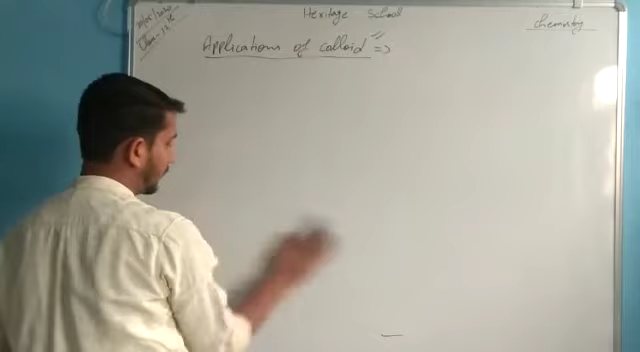 Heritage School
chemistry
Applications of colloid =>